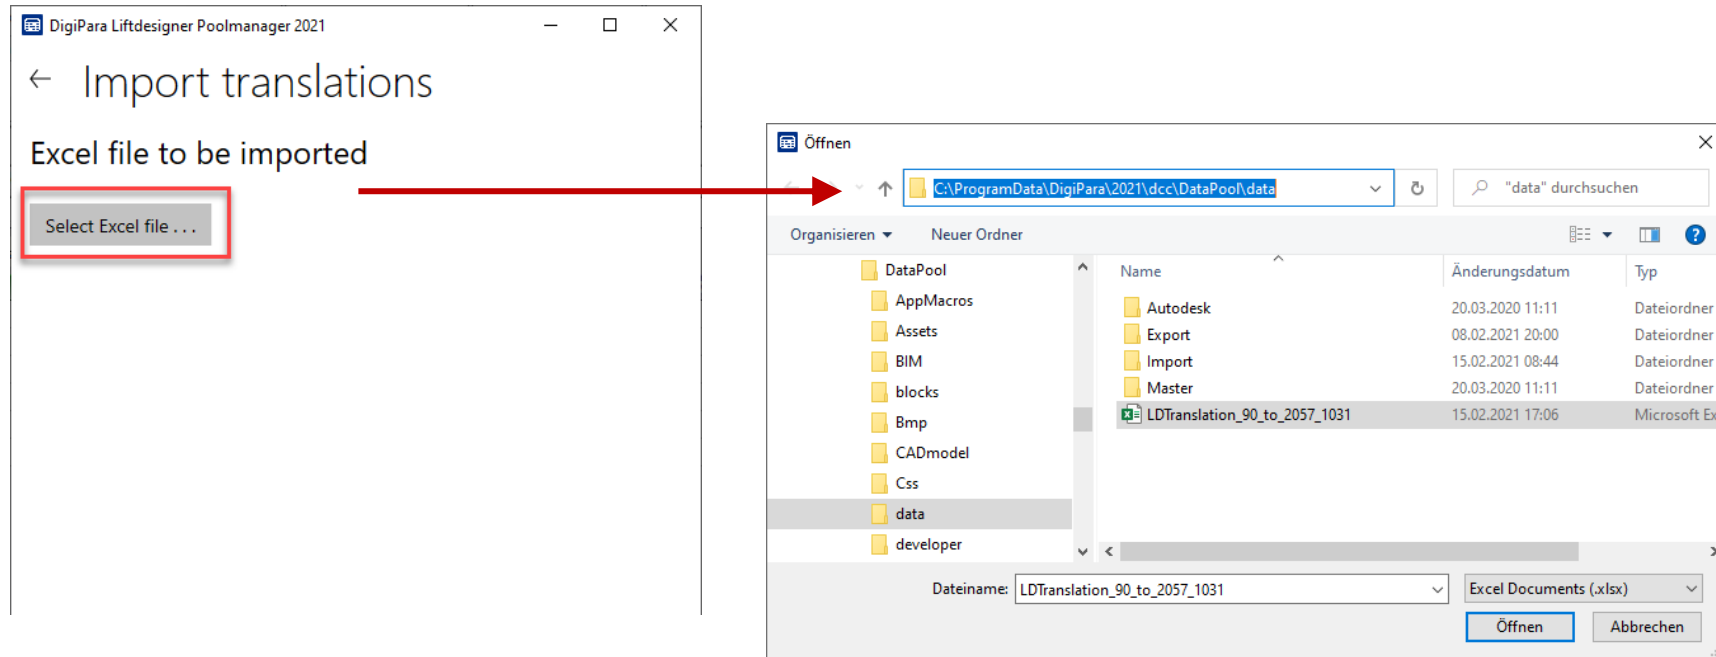 DigiPara Liftdesigner Poolmanager 2021
Import translations
Excel file to be imported
Select Excel file . . .
Öffnen
C:\ProgramData\DigiPara\2021\dcc\DataPool\data
"data" durchsuchen
Organisieren
Neuer Ordner
DataPool
AppMacros
Assets
BIM
blocks
Bmp
CADmodel
Css
data
developer
Name Änderungsdatum Typ
Autodesk 20.03.2020 11:11 Dateiordner
Export 08.02.2021 20:00 Dateiordner
Import 15.02.2021 08:44 Dateiordner
Master 20.03.2020 11:11 Dateiordner
LDTranslation_90_to_2057_1031 15.02.2021 17:06 Microsoft Ex
Dateiname: LDTranslation_90_to_2057_1031 Excel Documents (.xlsx)
Öffnen Abbrechen